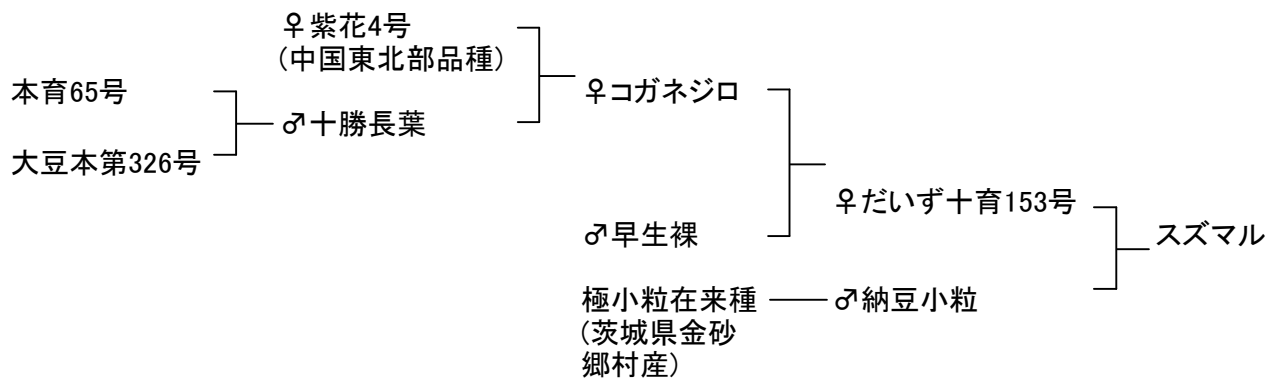 ♀紫花4号
(中国東北部品種)
本育65号
♀コガネジロ
♂十勝長葉
大豆本第326号
♀だいず十育153号
♂早生裸
スズマル
極小粒在来種
♂納豆小粒
(茨城県金砂
郷村産)